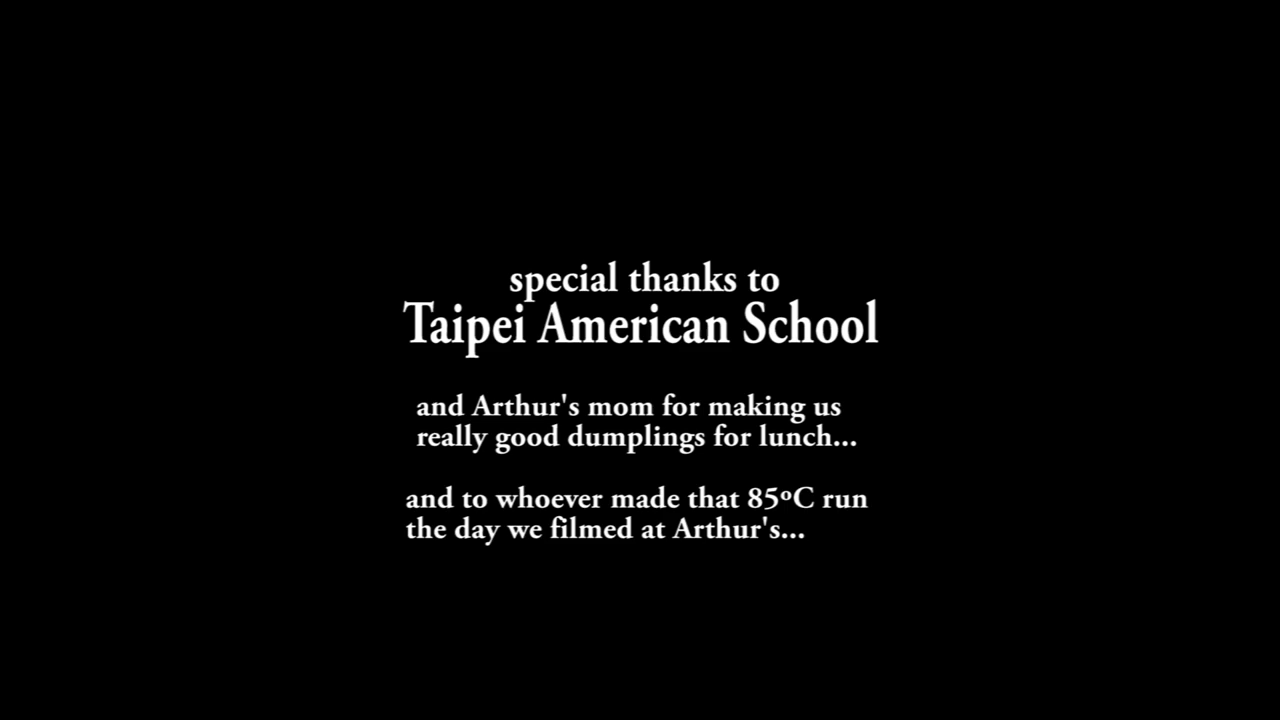 special thanks to
Taipei American School
and Arthur's mom for making us
really good dumplings for lunch...
and to whoever made that 85ºC run
the day we filmed at Arthur's...